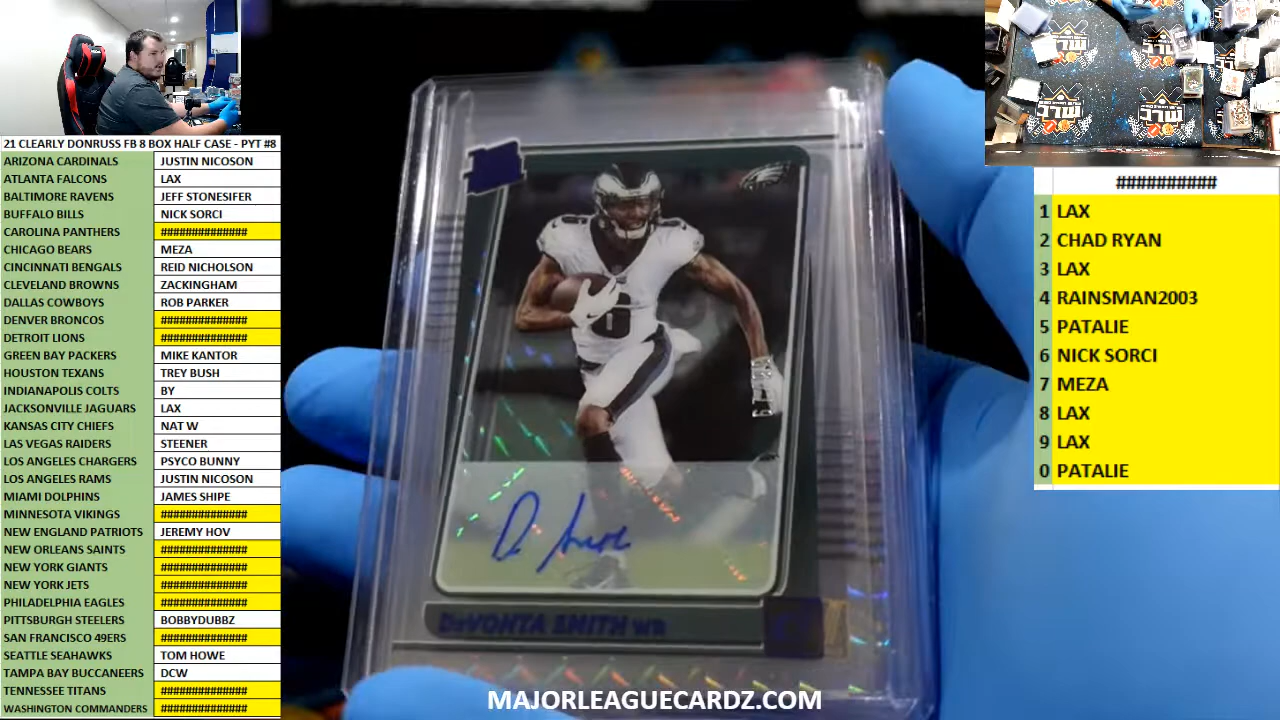 21 CLEARLY DONRUSS FB 8 BOX HALF CASE - PYT #8
ARIZONA CARDINALS JUSTIN NICOSON
ATLANTA FALCONS LAX
BALTIMORE RAVENS JEFF STONESIFER
BUFFALO BILLS NICK SORCI
CAROLINA PANTHERS ##############
CHICAGO BEARS MEZA
CINCINNATI BENGALS REID NICHOLSON
CLEVELAND BROWNS ZACKINGHAM
DALLAS COWBOYS ROB PARKER
DENVER BRONCOS ##############
DETROIT LIONS ##############
GREEN BAY PACKERS MIKE KANTOR
HOUSTON TEXANS TREY BUSH
INDIANAPOLIS COLTS BY
JACKSONVILLE JAGUARS LAX
KANSAS CITY CHIEFS NAT W
LAS VEGAS RAIDERS STEENER
LOS ANGELES CHARGERS PSYCO BUNNY
LOS ANGELES RAMS JUSTIN NICOSON
MIAMI DOLPHINS JAMES SHIPE
MINNESOTA VIKINGS ##############
NEW ENGLAND PATRIOTS JEREMY HOV
NEW ORLEANS SAINTS ##############
NEW YORK GIANTS ##############
NEW YORK JETS ##############
PHILADELPHIA EAGLES ##############
PITTSBURGH STEELERS BOBBYDUBBZ
SAN FRANCISCO 49ERS ##############
SEATTLE SEAHAWKS TOM HOWE
TAMPA BAY BUCCANEERS DCW
TENNESSEE TITANS ##############
WASHINGTON COMMANDERS ##############
6
DeVONTA SMITH WR
MAJORLEAGUECARDZ.COM
MLC
MLC
MLC
MLC
##########
1 LAX
2 CHAD RYAN
3 LAX
4 RAINSMAN2003
5 PATALIE
6 NICK SORCI
7 MEZA
8 LAX
9 LAX
0 PATALIE